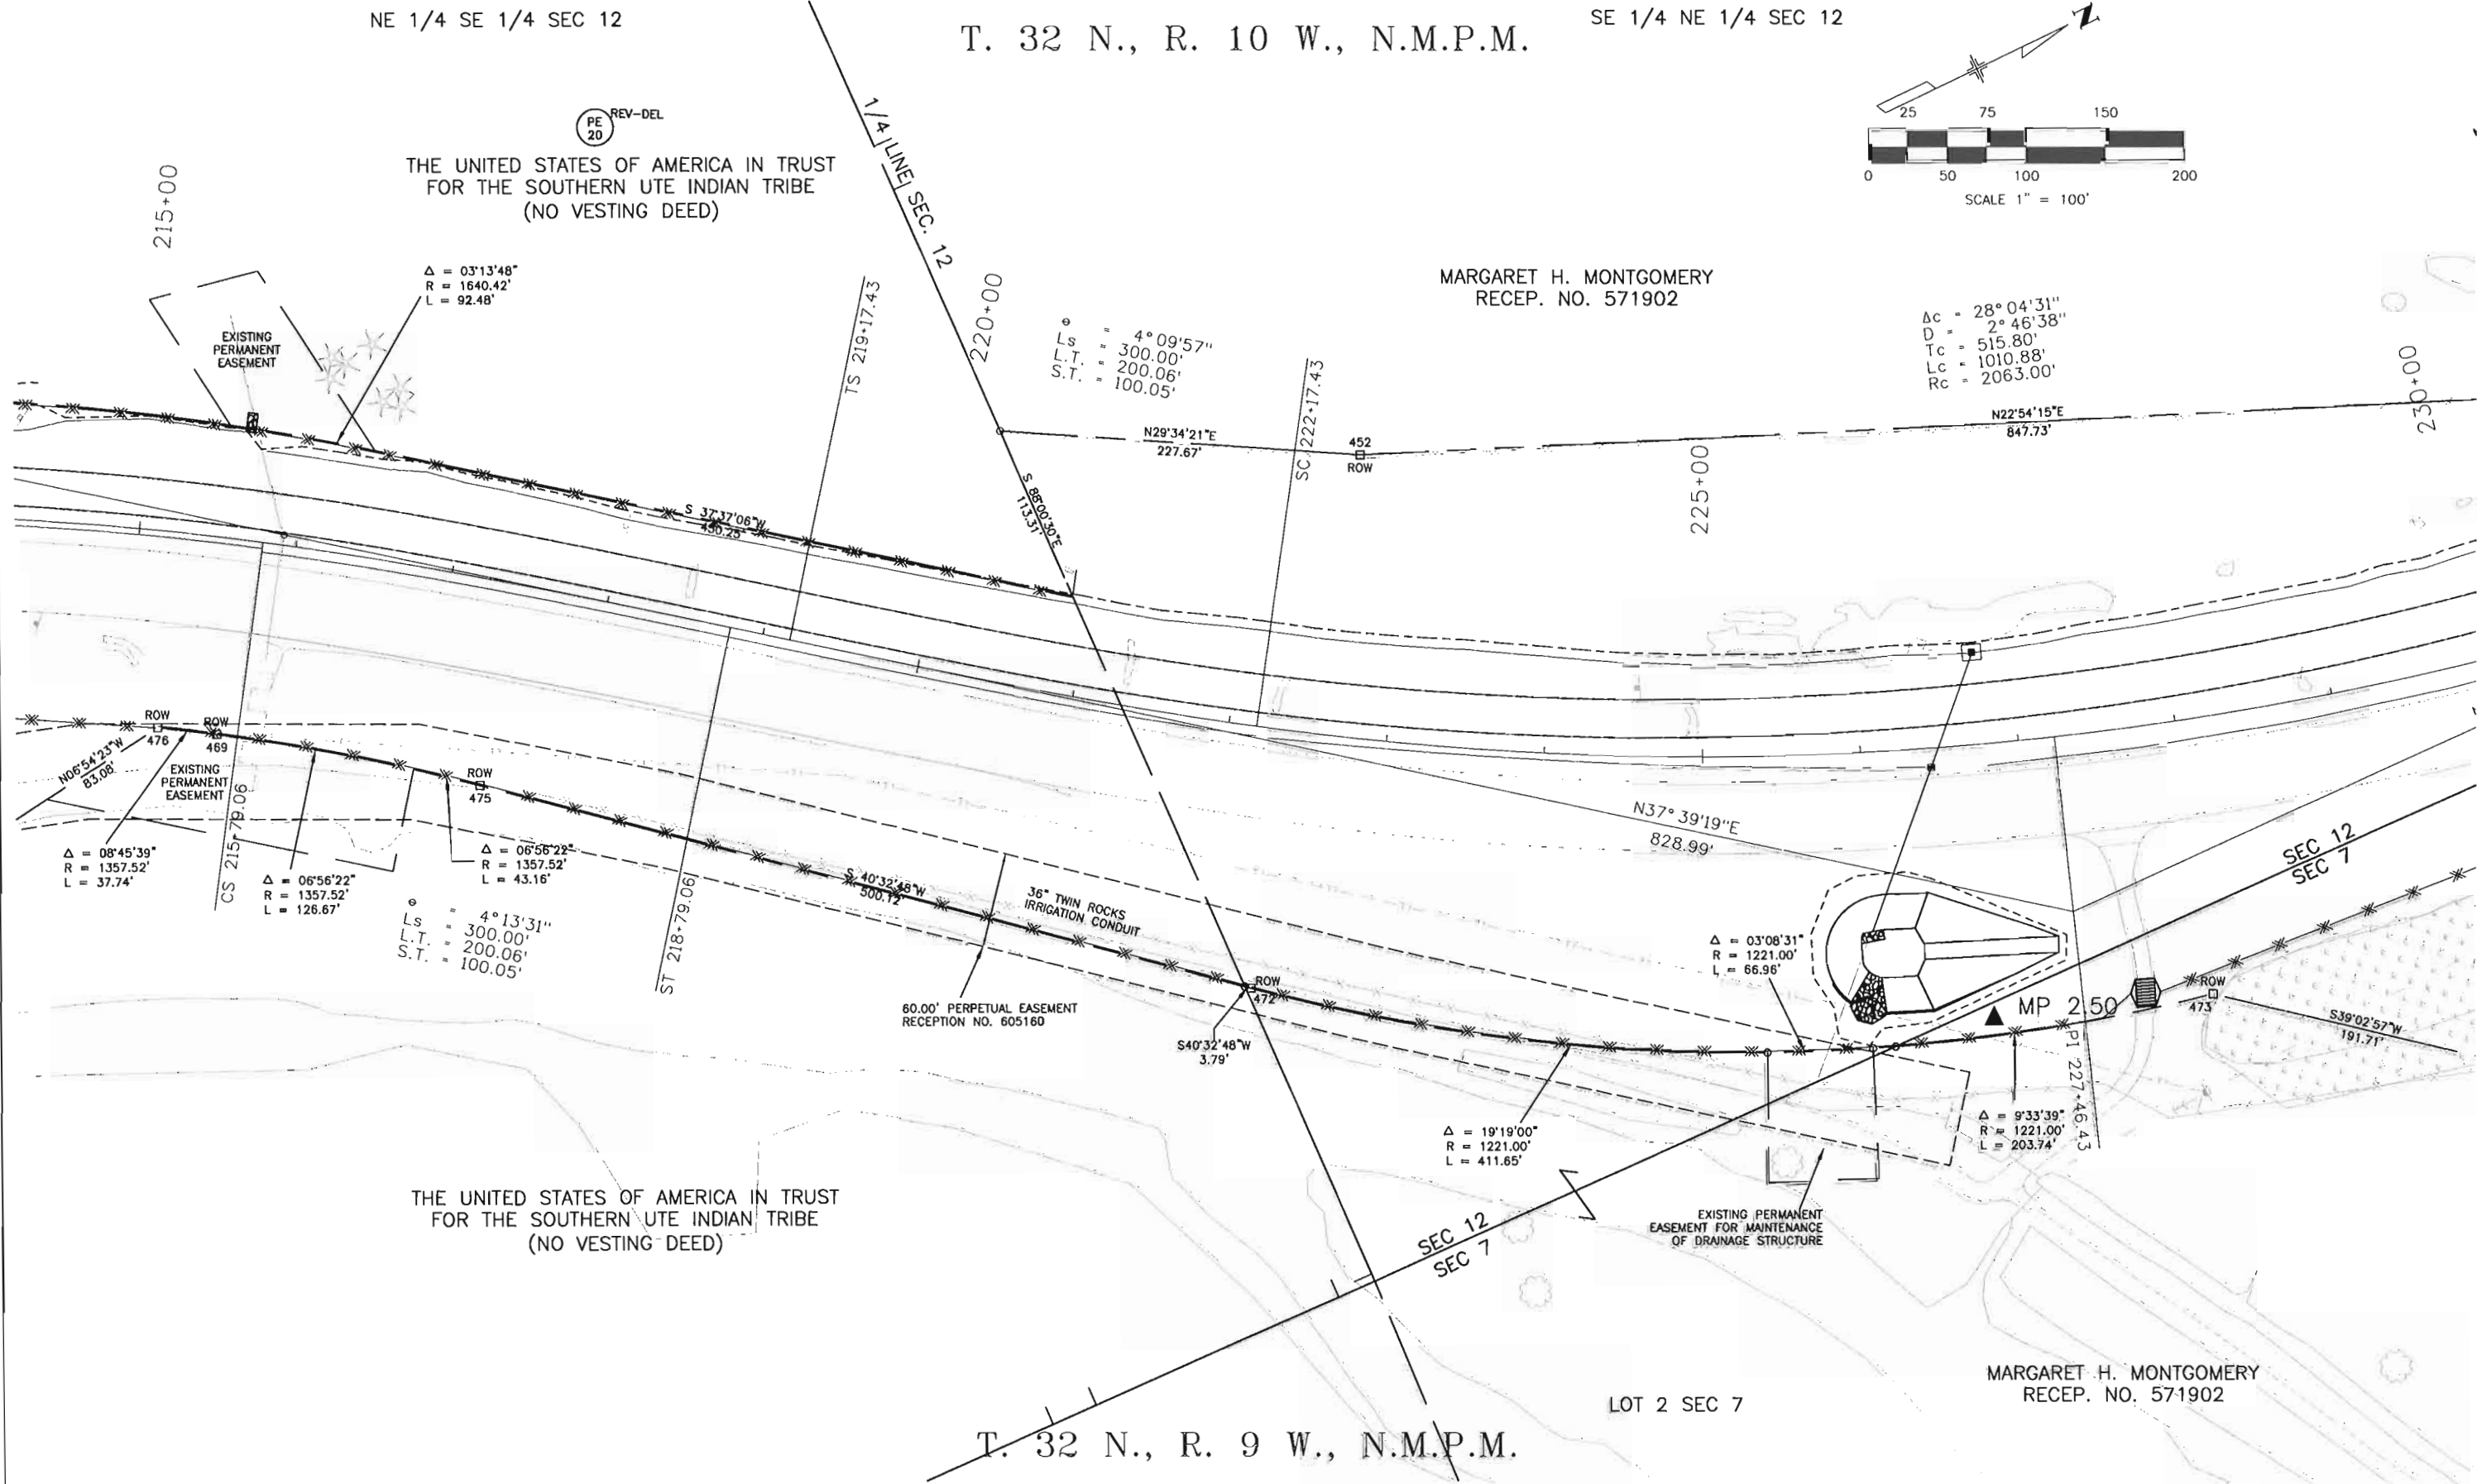 NE 1/4 SE 1/4 SEC 12
T. 32 N., R. 10 W., N.M.P.M.
SE 1/4 NE 1/4 SEC 12
N
25 75 150
0 50 100 200
SCALE 1" = 100'
PE
20
REV-DEL
THE UNITED STATES OF AMERICA IN TRUST
FOR THE SOUTHERN UTE INDIAN TRIBE
(NO VESTING DEED)
1/4 LINE SEC. 12
215+00
Δ = 03°13'48"
R = 1640.42'
L = 92.48'
EXISTING
PERMANENT
EASEMENT
TS 219+17.43
220+00
ɵ = 4°09'57"
Ls = 300.00'
L.T. = 200.06'
S.T. = 100.05'
MARGARET H. MONTGOMERY
RECEP. NO. 571902
Δc = 28°04'31"
D = 2°46'38"
Tc = 515.80'
Lc = 1010.88'
Rc = 2063.00'
230+00
N29°34'21"E
227.67'
SC 222+17.43
452
ROW
N22°54'15"E
847.73'
225+00
S 88°00'30"E
113.31'
S 37°37'06"W
430.25'
ROW
476
ROW
469
N06°54'23"W
83.08'
EXISTING
PERMANENT
EASEMENT
ROW
475
CS 215+79.06
Δ = 08°45'39"
R = 1357.52'
L = 37.74'
Δ = 06°56'22"
R = 1357.52'
L = 126.67'
Δ = 06°56'22"
R = 1357.52'
L = 43.16'
ɵ = 4°13'31"
Ls = 300.00'
L.T. = 200.06'
S.T. = 100.05'
ST 218+79.06
S 40°32'48"W
500.12'
36" TWIN ROCKS
IRRIGATION CONDUIT
60.00' PERPETUAL EASEMENT
RECEPTION NO. 605160
ROW
472
S40°32'48"W
3.79'
N37°39'19"E
828.99'
SEC 12
SEC 7
Δ = 03°08'31"
R = 1221.00'
L = 66.96'
MP 2.50
ROW
473
S39°02'57"W
191.71'
PI 227+46.43
Δ = 9°33'39"
R = 1221.00'
L = 203.74'
Δ = 19°19'00"
R = 1221.00'
L = 411.65'
EXISTING PERMANENT
EASEMENT FOR MAINTENANCE
OF DRAINAGE STRUCTURE
THE UNITED STATES OF AMERICA IN TRUST
FOR THE SOUTHERN UTE INDIAN TRIBE
(NO VESTING DEED)
SEC 12
SEC 7
LOT 2 SEC 7
MARGARET H. MONTGOMERY
RECEP. NO. 571902
T. 32 N., R. 9 W., N.M.P.M.